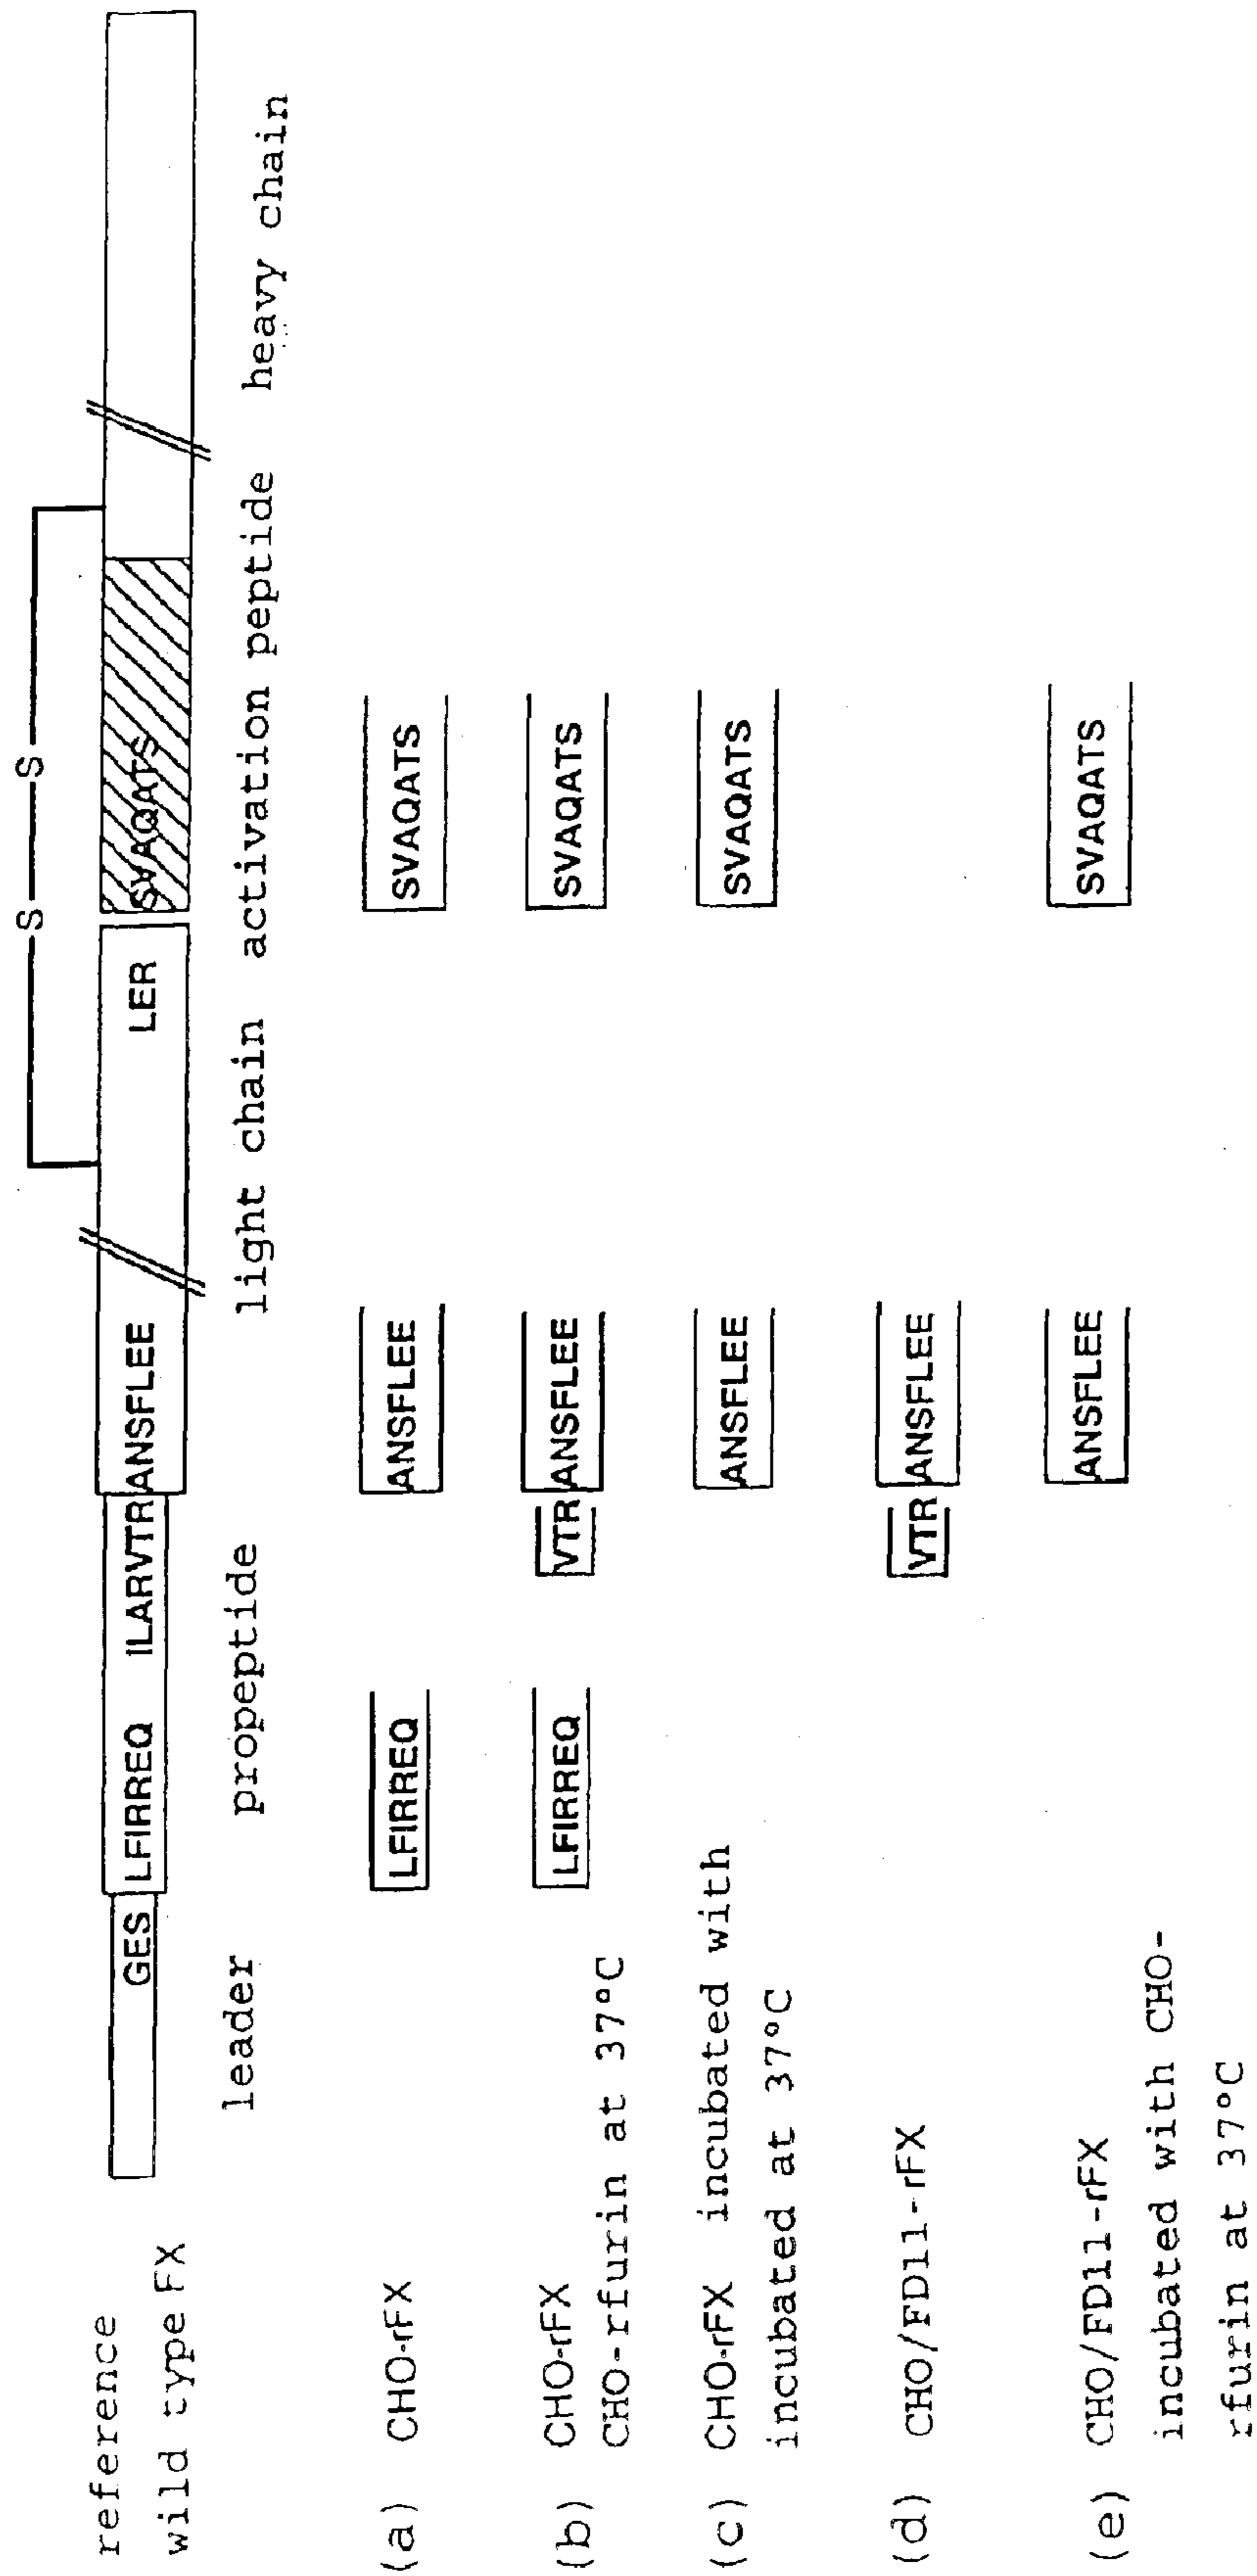 S — S
reference
wild type FX
GES LFIRREQ ILARVTR ANSFLEE LER SVAQATS
leader propeptide light chain activation peptide heavy chain
(a) CHO-rFX LFIRREQ ANSFLEE SVAQATS
(b) CHO-rFX LFIRREQ VTR ANSFLEE SVAQATS
CHO-rfurin at 37°C
(c) CHO-rFX incubated with ANSFLEE SVAQATS
incubated at 37°C
(d) CHO/FD11-rFX VTR ANSFLEE
(e) CHO/FD11-rFX ANSFLEE SVAQATS
incubated with CHO-
rfurin at 37°C